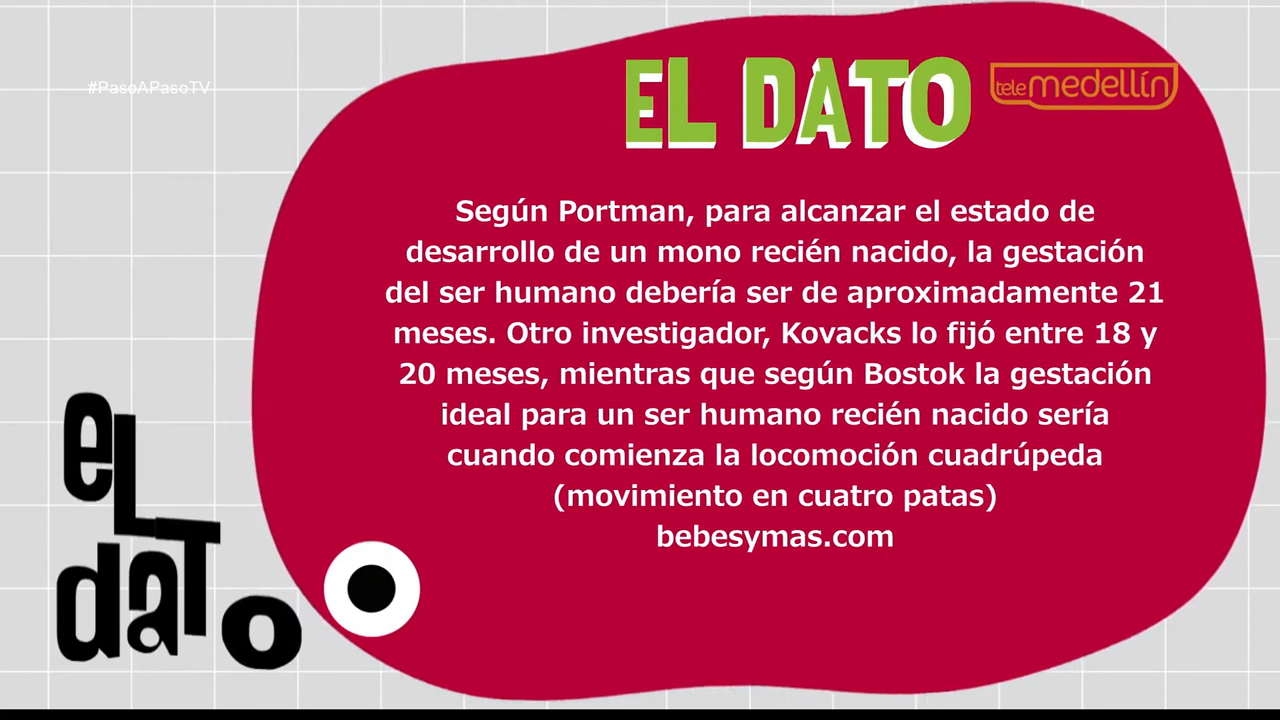 #PasoAPasoTV
EL DATO
tele medellín
Según Portman, para alcanzar el estado de
desarrollo de un mono recién nacido, la gestación
del ser humano debería ser de aproximadamente 21
meses. Otro investigador, Kovacks lo fijó entre 18 y
20 meses, mientras que según Bostok la gestación
ideal para un ser humano recién nacido sería
cuando comienza la locomoción cuadrúpeda
(movimiento en cuatro patas)
bebesymas.com
eL
daTo